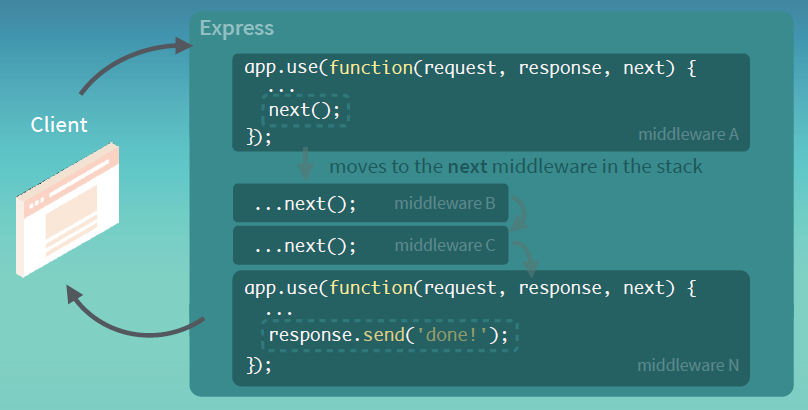 Express
app.use(function(request, response, next) {
...
next();
});
middleware A
Client
moves to the next middleware in the stack
...next(); middleware B
...next(); middleware C
app.use(function(request, response, next) {
...
response.send('done!');
});
middleware N